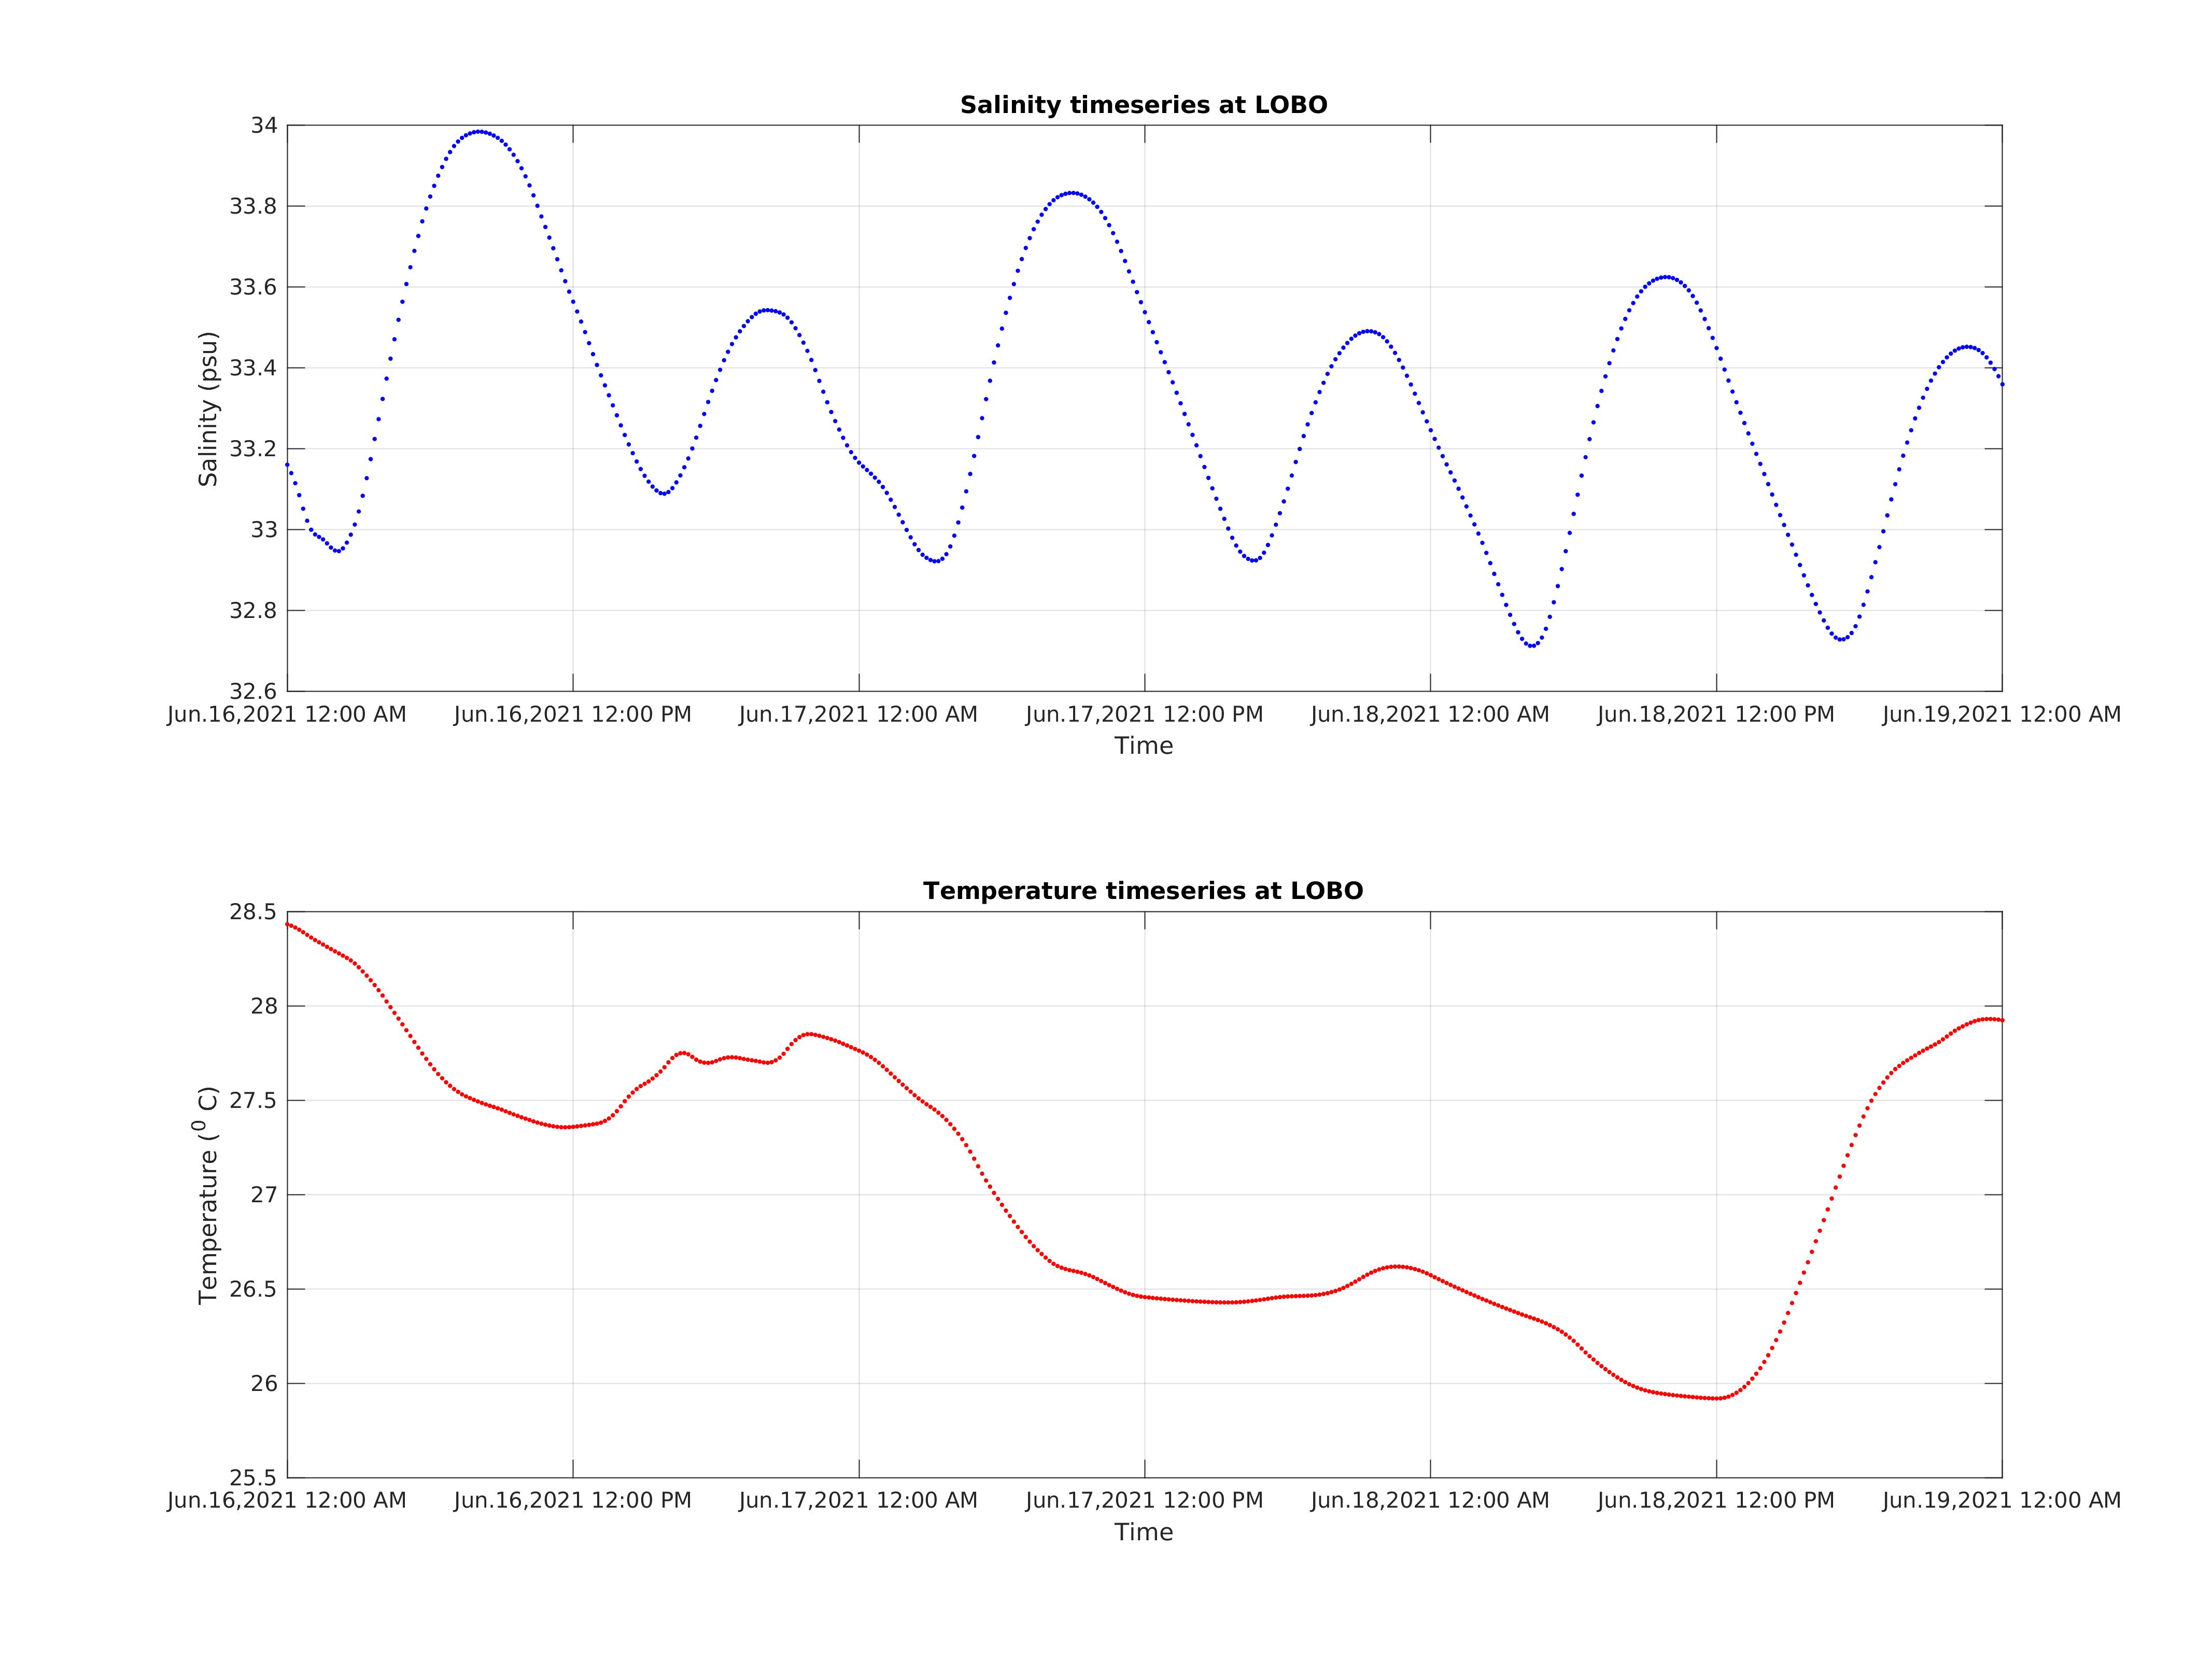 Salinity timeseries at LOBO
34
33.8
33.6
33.4
33.2
33
32.8
32.6
Salinity (psu)
Jun.16,2021 12:00 AM Jun.16,2021 12:00 PM Jun.17,2021 12:00 AM Jun.17,2021 12:00 PM Jun.18,2021 12:00 AM Jun.18,2021 12:00 PM Jun.19,2021 12:00 AM
Time
Temperature timeseries at LOBO
28.5
28
27.5
27
26.5
26
25.5
Temperature (⁰ C)
Jun.16,2021 12:00 AM Jun.16,2021 12:00 PM Jun.17,2021 12:00 AM Jun.17,2021 12:00 PM Jun.18,2021 12:00 AM Jun.18,2021 12:00 PM Jun.19,2021 12:00 AM
Time